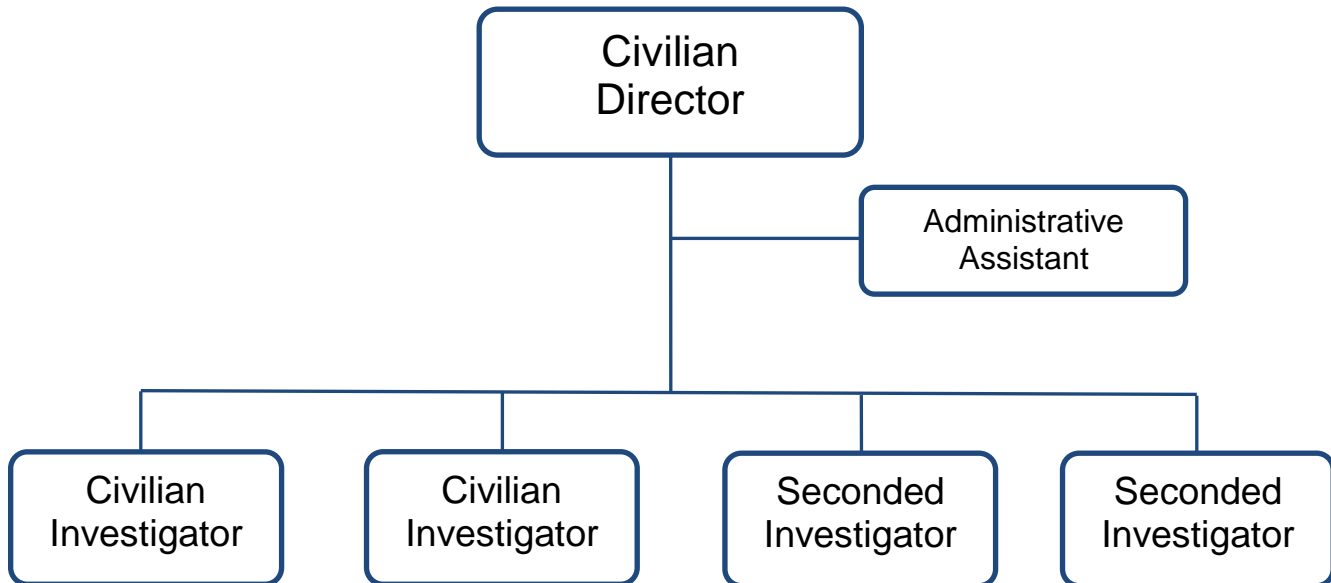 Civilian
Director
Administrative
Assistant
Civilian
Investigator
Civilian
Investigator
Seconded
Investigator
Seconded
Investigator